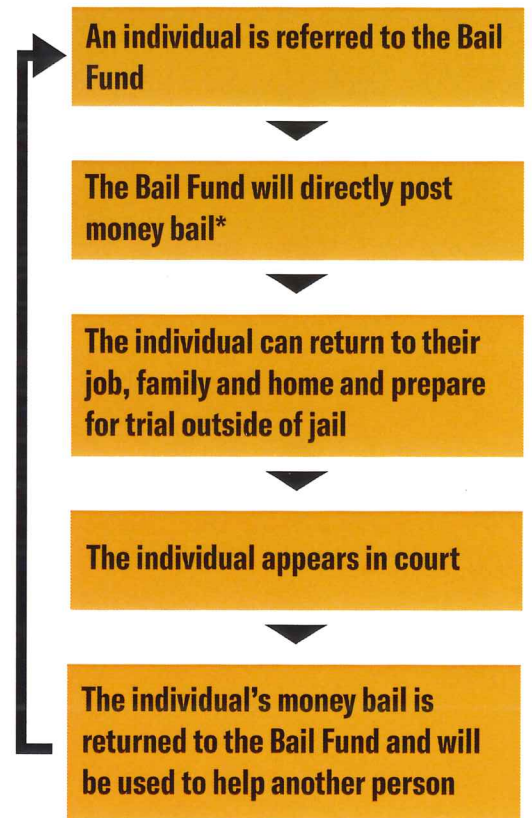 An individual is referred to the Bail
Fund
The Bail Fund will directly post
money bail*
The individual can return to their
job, family and home and prepare
for trial outside of jail
The individual appears in court
The individual's money bail is
returned to the Bail Fund and will
be used to help another person